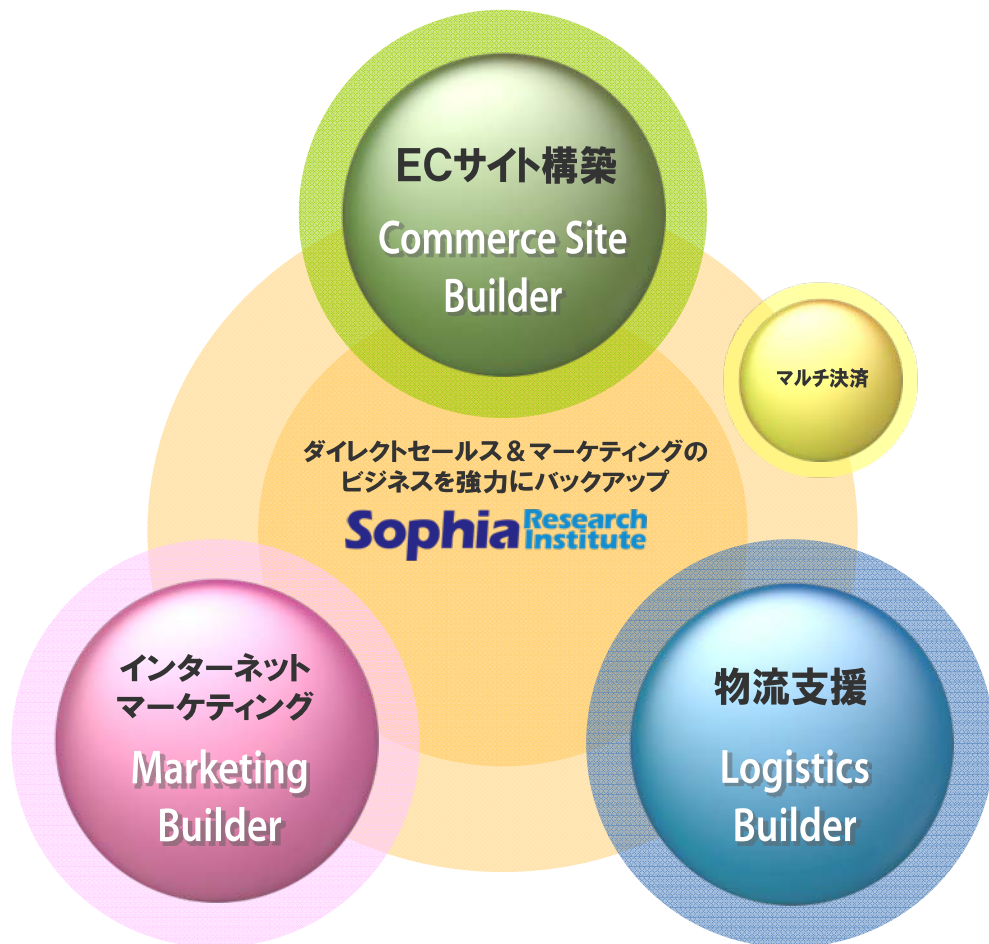 ECサイト構築
Commerce Site
Builder
マルチ決済
ダイレクトセールス&マーケティングの
ビジネスを強力にバックアップ
Sophia Research
Institute
インターネット
マーケティング
Marketing
Builder
物流支援
Logistics
Builder